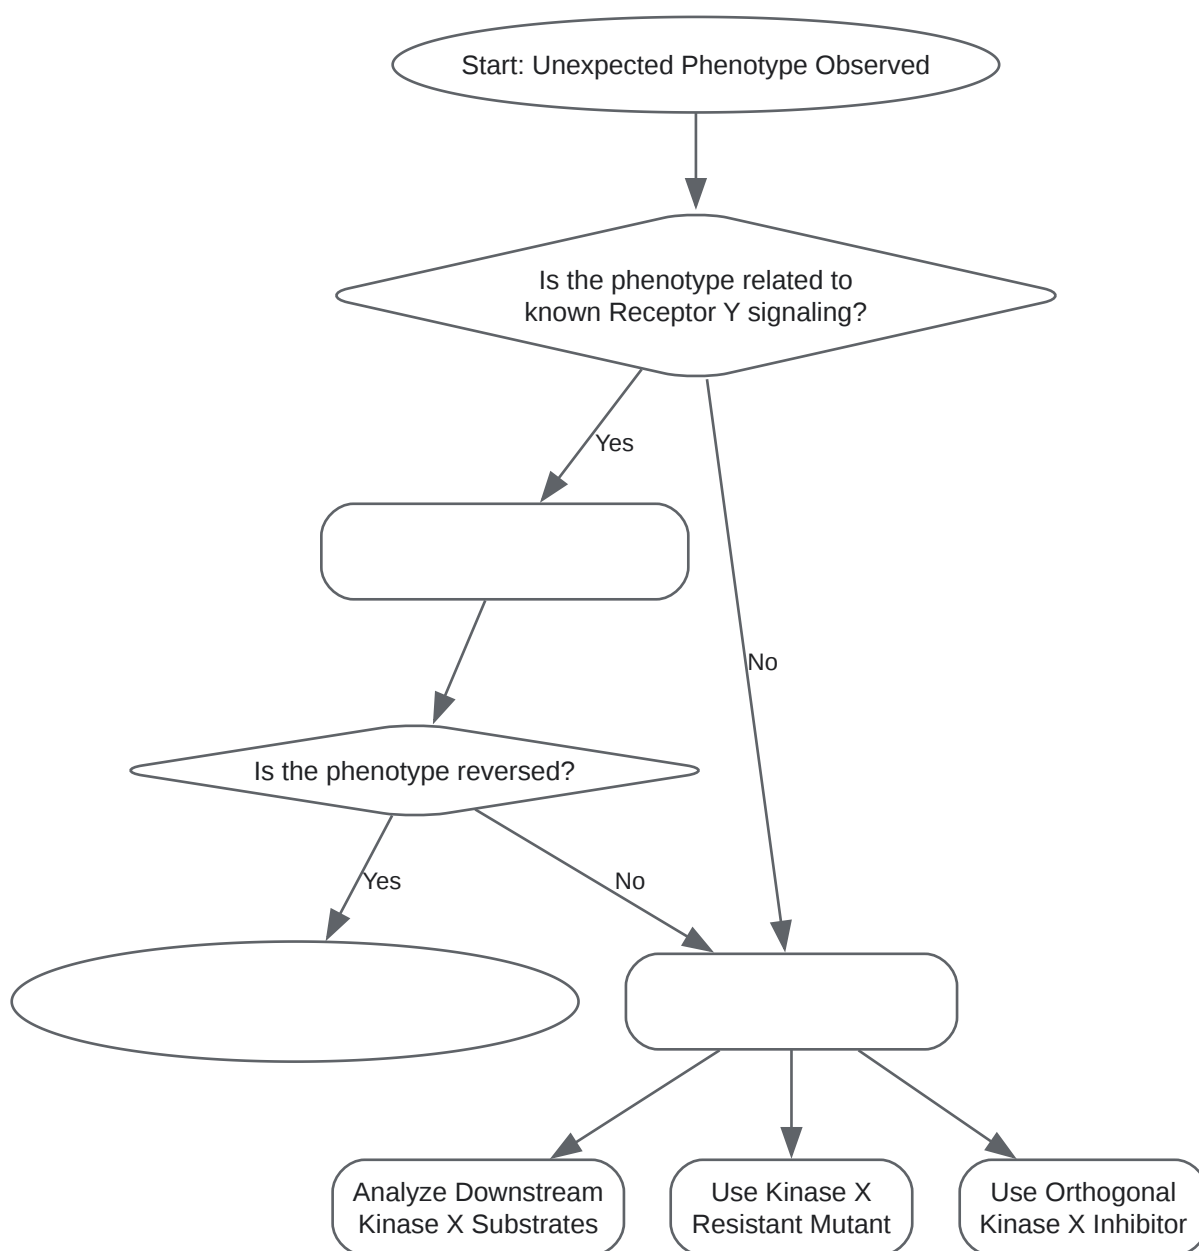 Start: Unexpected Phenotype Observed
Is the phenotype related to
known Receptor Y signaling?
Yes
No
Is the phenotype reversed?
Yes
No
Analyze Downstream
Kinase X Substrates
Use Kinase X
Resistant Mutant
Use Orthogonal
Kinase X Inhibitor